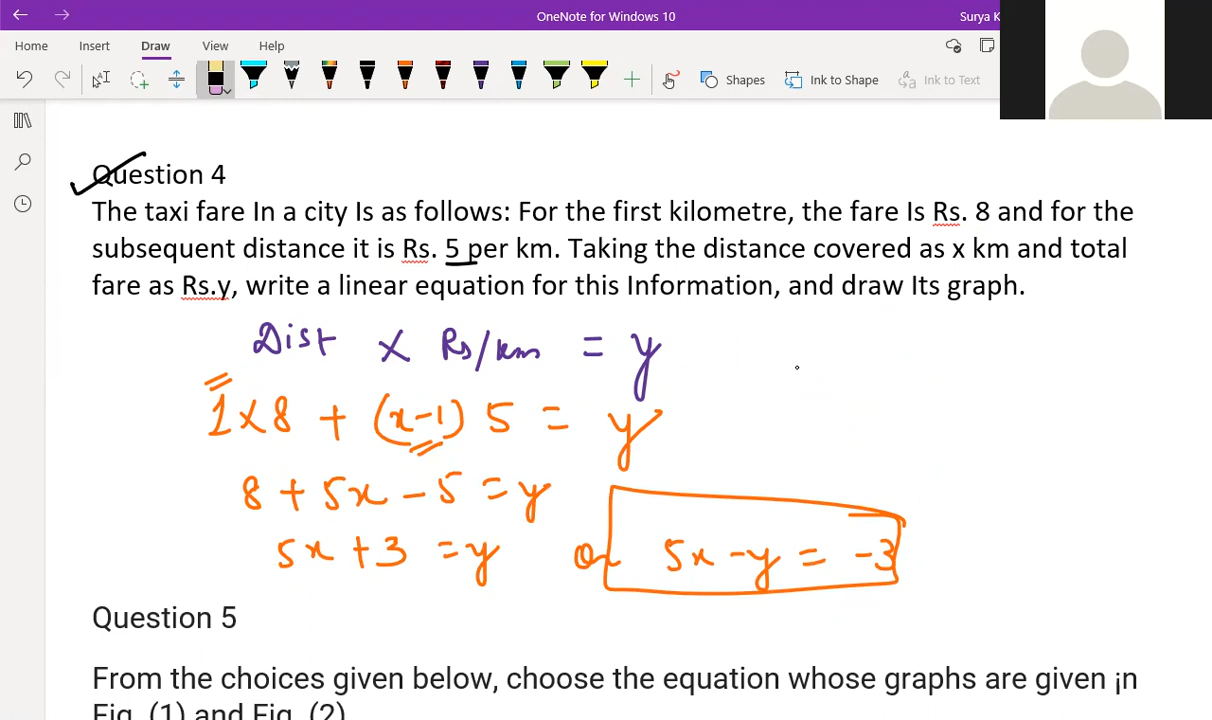 OneNote for Windows 10
Surya K
Home Insert Draw View Help
Shapes Ink to Shape Ink to Text
Question 4
The taxi fare In a city Is as follows: For the first kilometre, the fare Is Rs. 8 and for the
subsequent distance it is Rs. 5 per km. Taking the distance covered as x km and total
fare as Rs.y, write a linear equation for this Information, and draw Its graph.
Dist × Rs/km = y
1×8 + (x-1) 5 = y
8 + 5x - 5 = y
5x + 3 = y or 5x - y = -3
Question 5
From the choices given below, choose the equation whose graphs are given ¡n
Fig. (1) and Fig. (2)